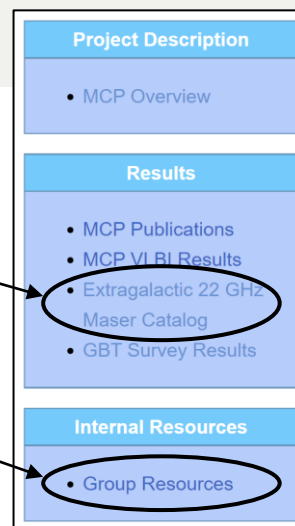 Project Description
• MCP Overview
Results
• MCP Publications
• MCP VLBI Results
• Extragalactic 22 GHz
Maser Catalog
• GBT Survey Results
Internal Resources
• Group Resources